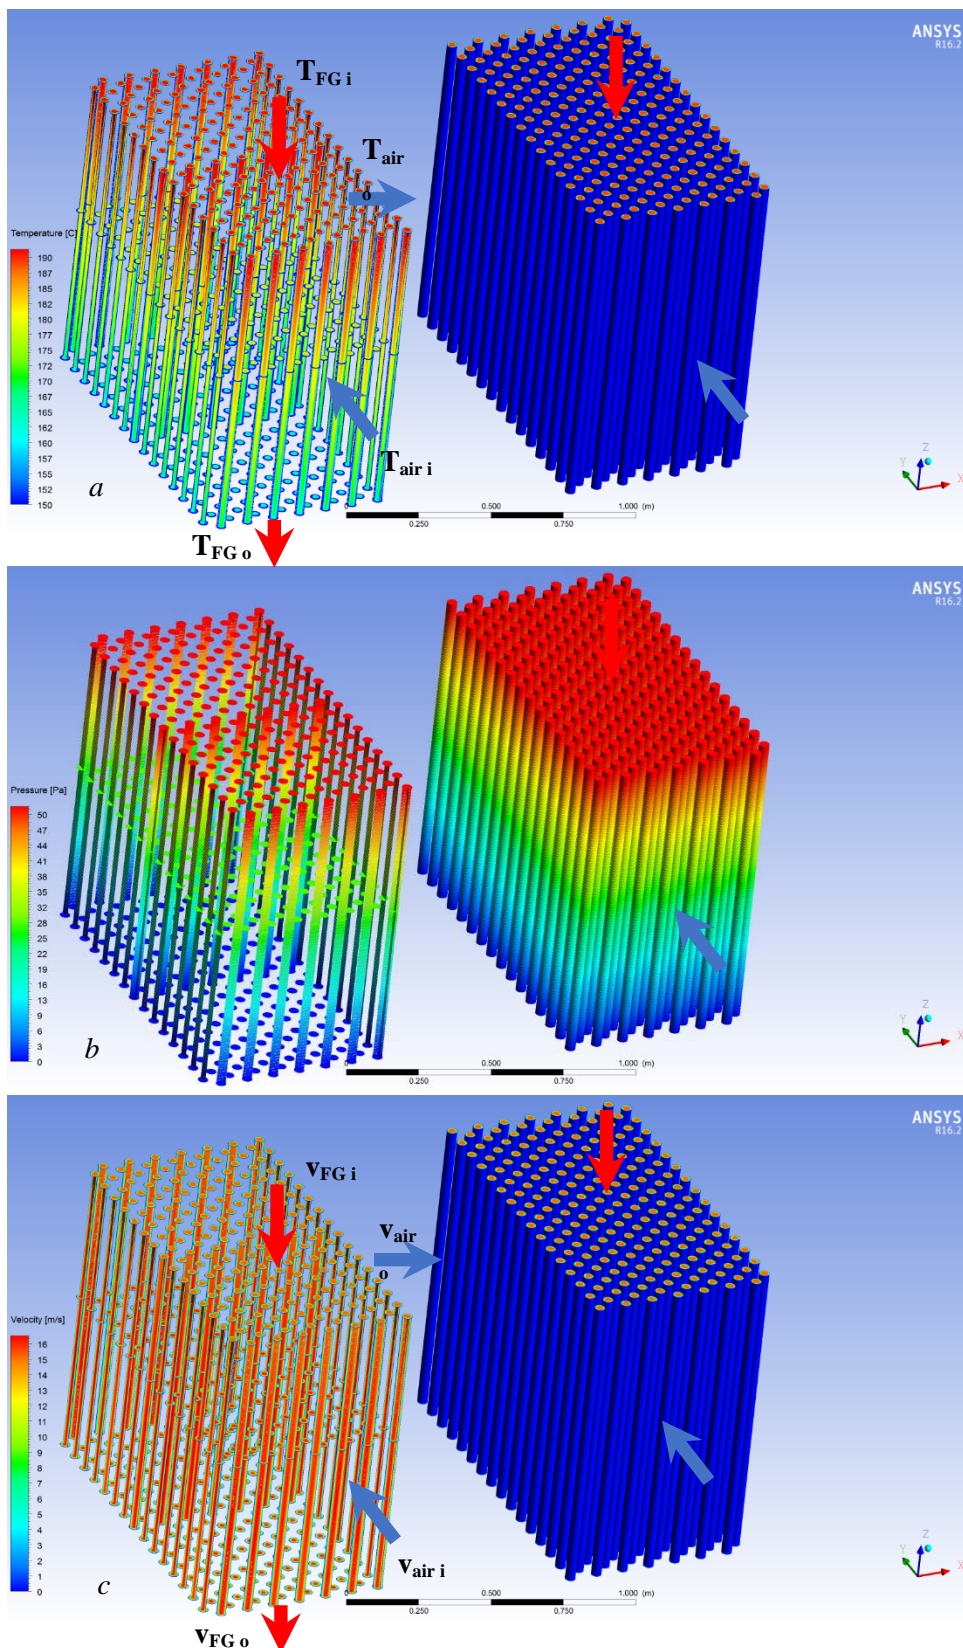 ANSYS
R16.2
T FG i
T air
o
Temperature [C]
190
187
185
182
180
177
175
172
170
167
165
162
160
157
155
152
150
T air i
a
Z
Y
X
0 0.500 1.000 (m)
0.250 0.750
T FG o
ANSYS
R16.2
Pressure [Pa]
50
47
44
41
38
35
32
28
25
22
19
16
13
9
6
3
0
b
Z
Y
X
0 0.500 1.000 (m)
0.250 0.750
ANSYS
R16.2
v FG i
v air
o
Velocity [m/s]
16
15
14
13
12
11
10
9
8
7
6
5
4
3
2
1
0
v air i
c
Z
Y
X
0 0.500 1.000 (m)
0.250 0.750
v FG o